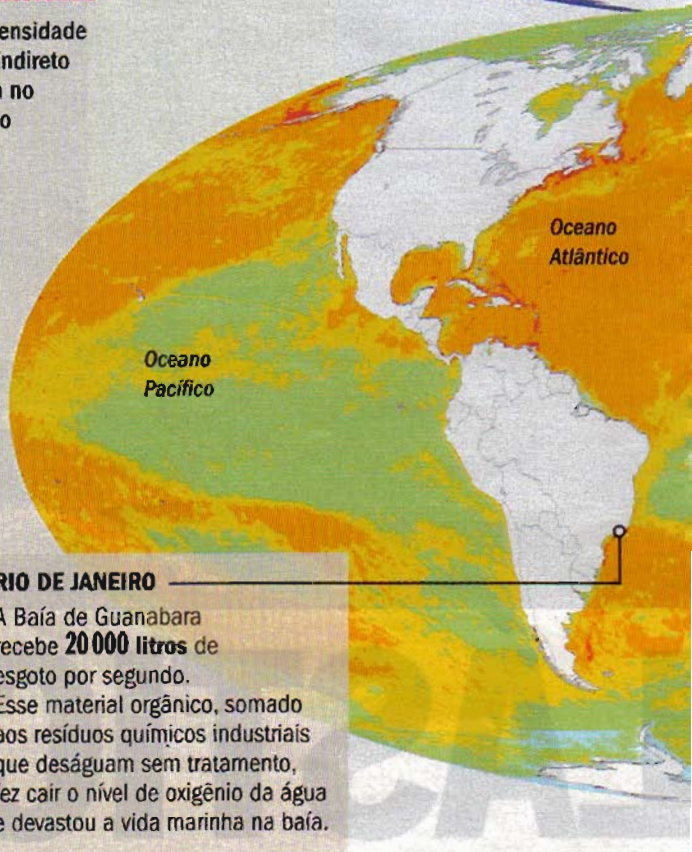 ensidade
indireto
no
o
Oceano
Atlântico
Oceano
Pacífico
RIO DE JANEIRO
A Baía de Guanabara
recebe 20 000 litros de
esgoto por segundo.
Esse material orgânico, somado
aos resíduos químicos industriais
que deságuam sem tratamento,
fez cair o nível de oxigênio da água
e devastou a vida marinha na baía.